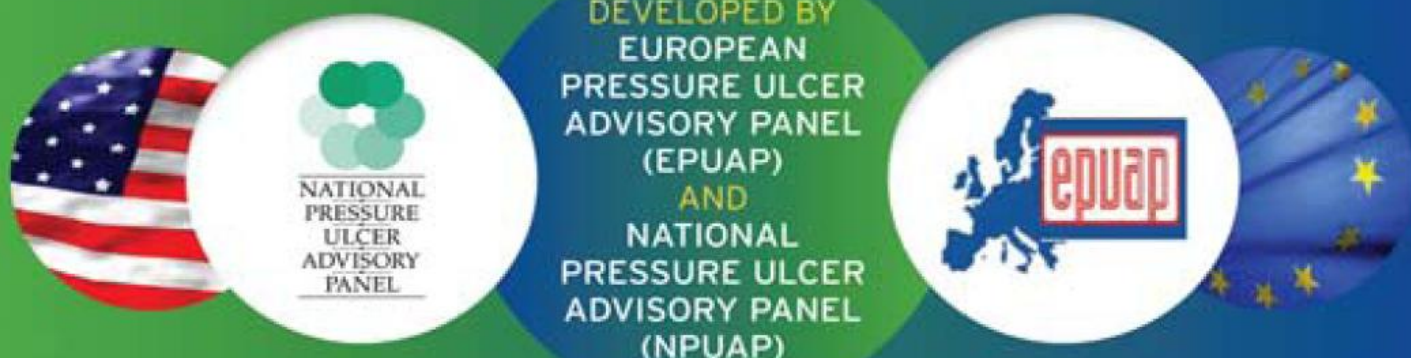 NATIONAL
PRESSURE
ULCER
ADVISORY
PANEL
DEVELOPED BY
EUROPEAN
PRESSURE ULCER
ADVISORY PANEL
(EPUAP)
AND
NATIONAL
PRESSURE ULCER
ADVISORY PANEL
(NPUAP)
epuap